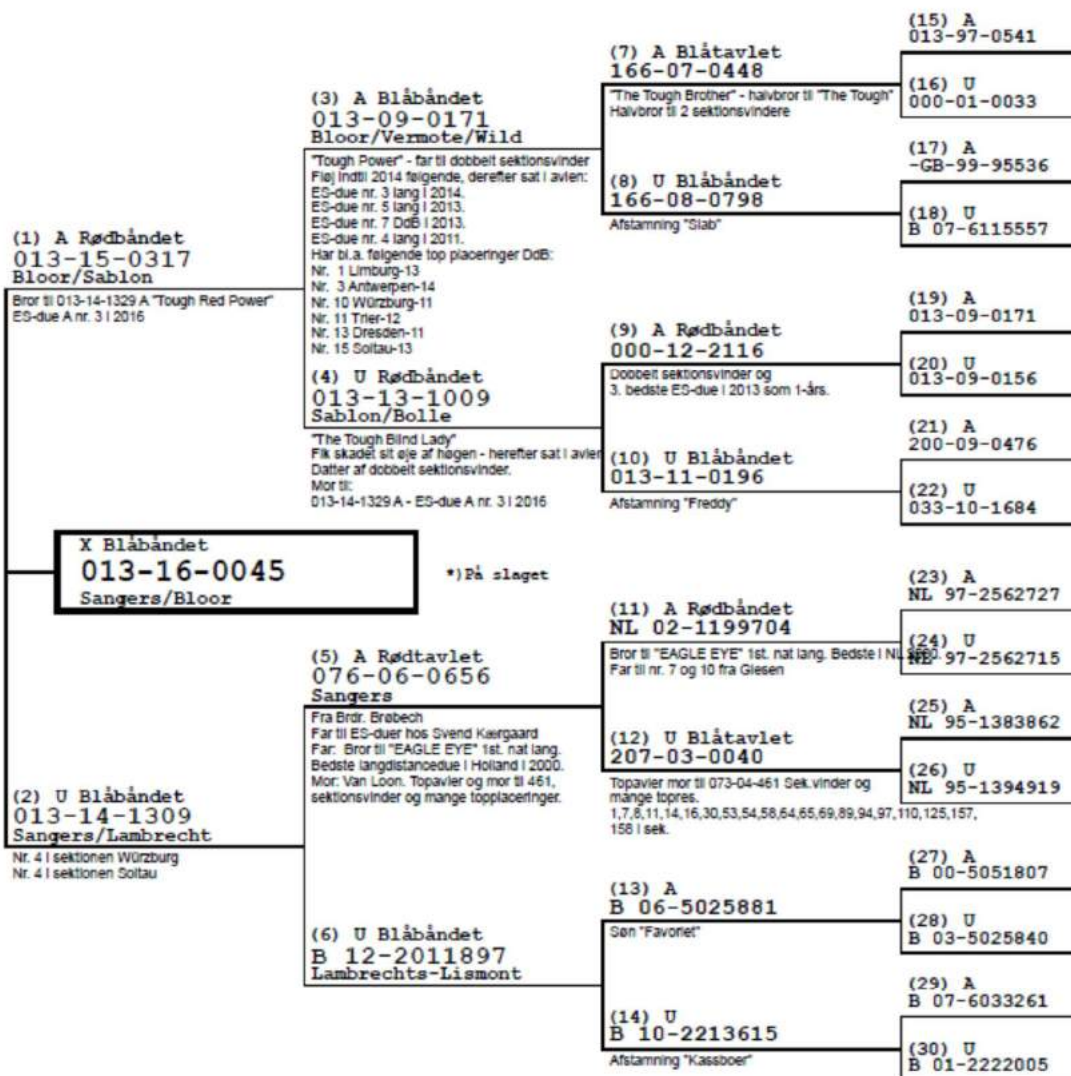 (1) A Rødbåndet
013-15-0317
Bloor/Sablon
Bror til 013-14-1329 A "Tough Red Power"
ES-due A nr. 3 i 2016
X Blåbåndet
013-16-0045
Sangers/Bloor
*)På slaget
(2) U Blåbåndet
013-14-1309
Sangers/Lambrecht
Nr. 4 i sektionen Würzburg
Nr. 4 i sektionen Soltau
(3) A Blåbåndet
013-09-0171
Bloor/Vermote/Wild
"Tough Power" - far til dobbelt sektionsvinder
Fløj indtil 2014 følgende, derefter sat i avlen:
ES-due nr. 3 lang i 2014.
ES-due nr. 5 lang i 2013.
ES-due nr. 7 DdB i 2013.
ES-due nr. 4 lang i 2011.
Har bl.a. følgende top placeringer DdB:
Nr. 1 Limburg-13
Nr. 3 Antwerpen-14
Nr. 10 Würzburg-11
Nr. 11 Trier-12
Nr. 13 Dresden-11
Nr. 15 Soltau-13
(4) U Rødbåndet
013-13-1009
Sablon/Bolle
"The Tough Blind Lady"
Fik skadet sit øje af høgen - herefter sat i avlen
Datter af dobbelt sektionsvinder.
Mor til:
013-14-1329 A - ES-due A nr. 3 i 2016
(5) A Rødtavlet
076-06-0656
Sangers
Fra Brdr. Brøbech
Far til ES-duer hos Svend Kærgaard
Far: Bror til "EAGLE EYE" 1st. nat lang.
Bedste langdistancedue i Holland i 2000.
Mor: Van Loon. Topavler og mor til 461,
sektionsvinder og mange topplaceringer.
(6) U Blåbåndet
B 12-2011897
Lambrechts-Lismont
(7) A Blåtavlet
166-07-0448
"The Tough Brother" - halvbror til "The Tough"
Halvbror til 2 sektionsvindere
(8) U Blåbåndet
166-08-0798
Afstamning "Slab"
(9) A Rødbåndet
000-12-2116
Dobbelt sektionsvinder og
3. bedste ES-due i 2013 som 1-års.
(10) U Blåbåndet
013-11-0196
Afstamning "Freddy"
(11) A Rødbåndet
NL 02-1199704
Bror til "EAGLE EYE" 1st. nat lang. Bedste i NL
Far til nr. 7 og 10 fra Giesen
(12) U Blåtavlet
207-03-0040
Topavler mor til 073-04-461 Sek.vinder og
mange topres.
1,7,8,11,14,16,30,53,54,58,64,65,69,89,94,97,110,125,157,
158 i sek.
(13) A
B 06-5025881
Søn "Favoriet"
(14) U
B 10-2213615
Afstamning "Kassboer"
(15) A
013-97-0541
(16) U
000-01-0033
(17) A
-GB-99-95536
(18) U
B 07-6115557
(19) A
013-09-0171
(20) U
013-09-0156
(21) A
200-09-0476
(22) U
033-10-1684
(23) A
NL 97-2562727
(24) U
NL 97-2562715
(25) A
NL 95-1383862
(26) U
NL 95-1394919
(27) A
B 00-5051807
(28) U
B 03-5025840
(29) A
B 07-6033261
(30) U
B 01-2222005